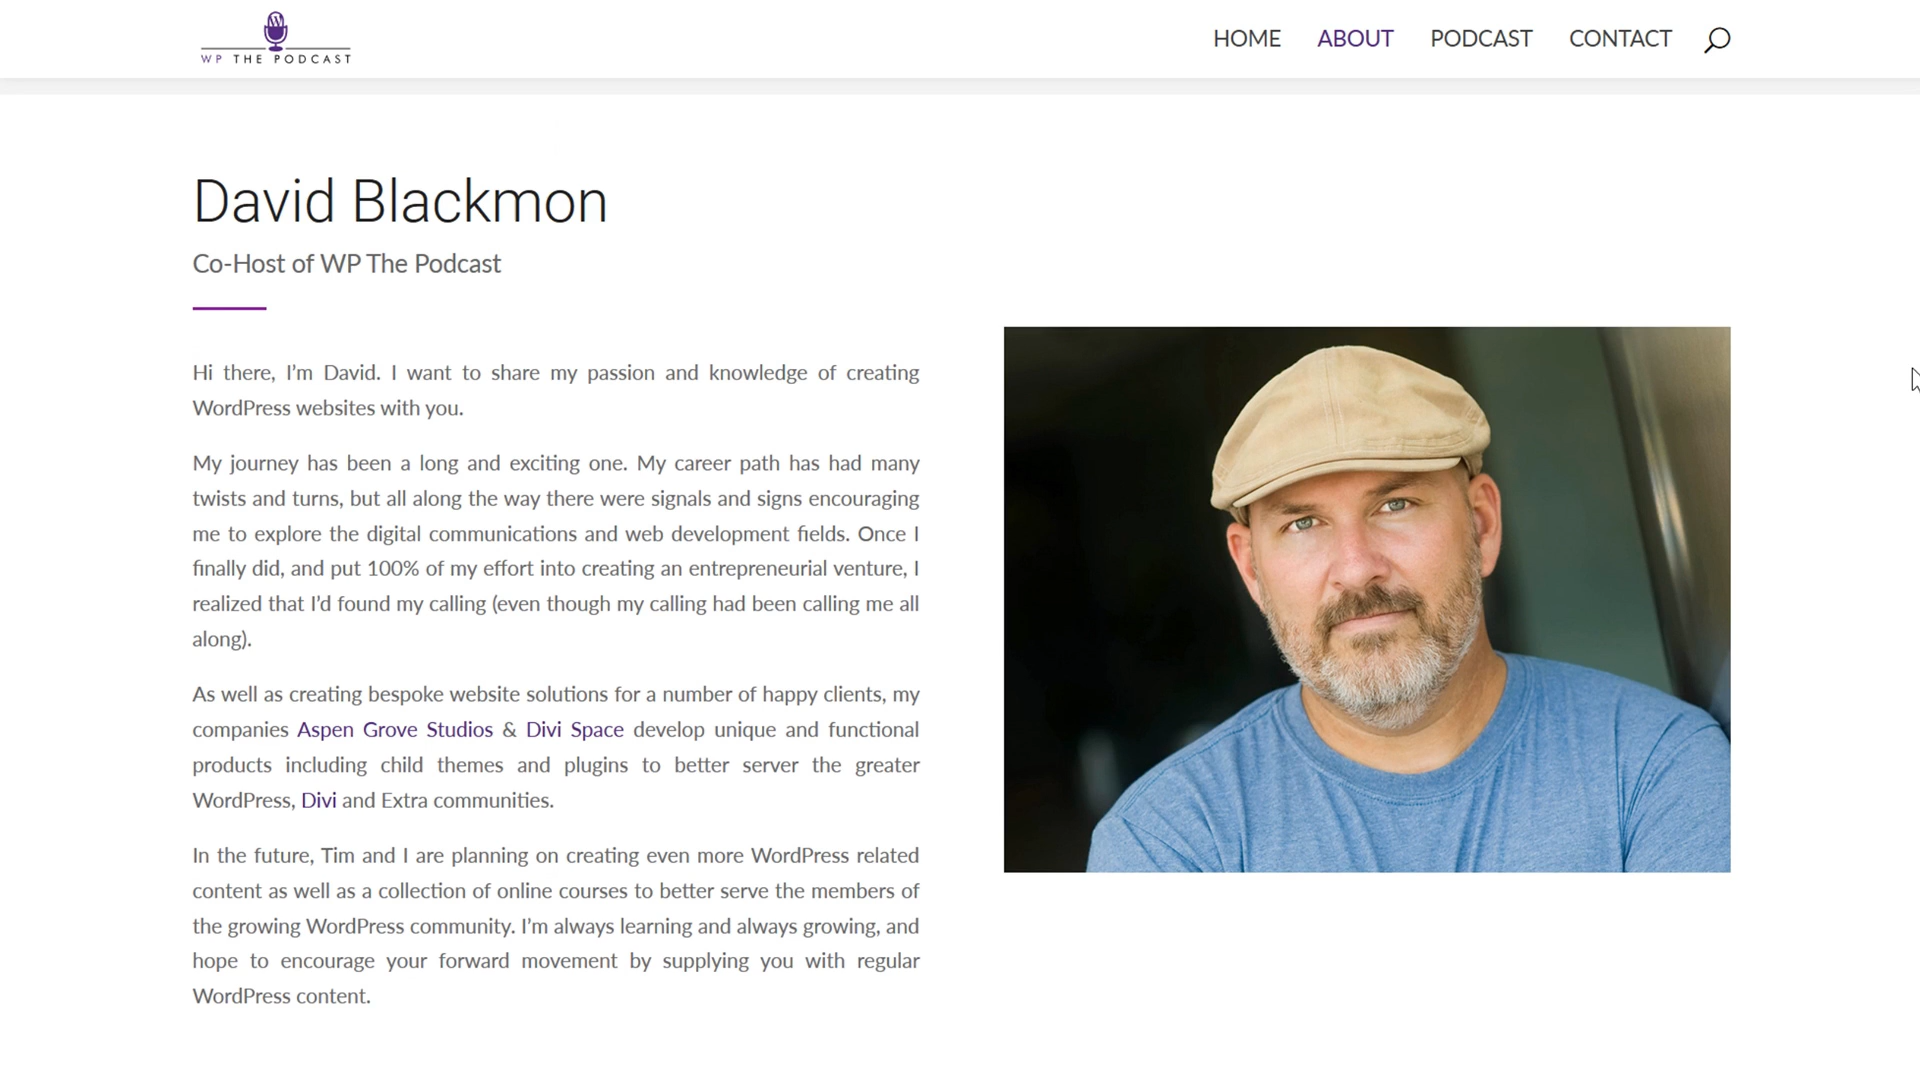 WP THE PODCAST
HOME ABOUT PODCAST CONTACT
David Blackmon
Co-Host of WP The Podcast
Hi there, I’m David. I want to share my passion and knowledge of creating
WordPress websites with you.
My journey has been a long and exciting one. My career path has had many
twists and turns, but all along the way there were signals and signs encouraging
me to explore the digital communications and web development fields. Once I
finally did, and put 100% of my effort into creating an entrepreneurial venture, I
realized that I’d found my calling (even though my calling had been calling me all
along).
As well as creating bespoke website solutions for a number of happy clients, my
companies Aspen Grove Studios & Divi Space develop unique and functional
products including child themes and plugins to better server the greater
WordPress, Divi and Extra communities.
In the future, Tim and I are planning on creating even more WordPress related
content as well as a collection of online courses to better serve the members of
the growing WordPress community. I’m always learning and always growing, and
hope to encourage your forward movement by supplying you with regular
WordPress content.